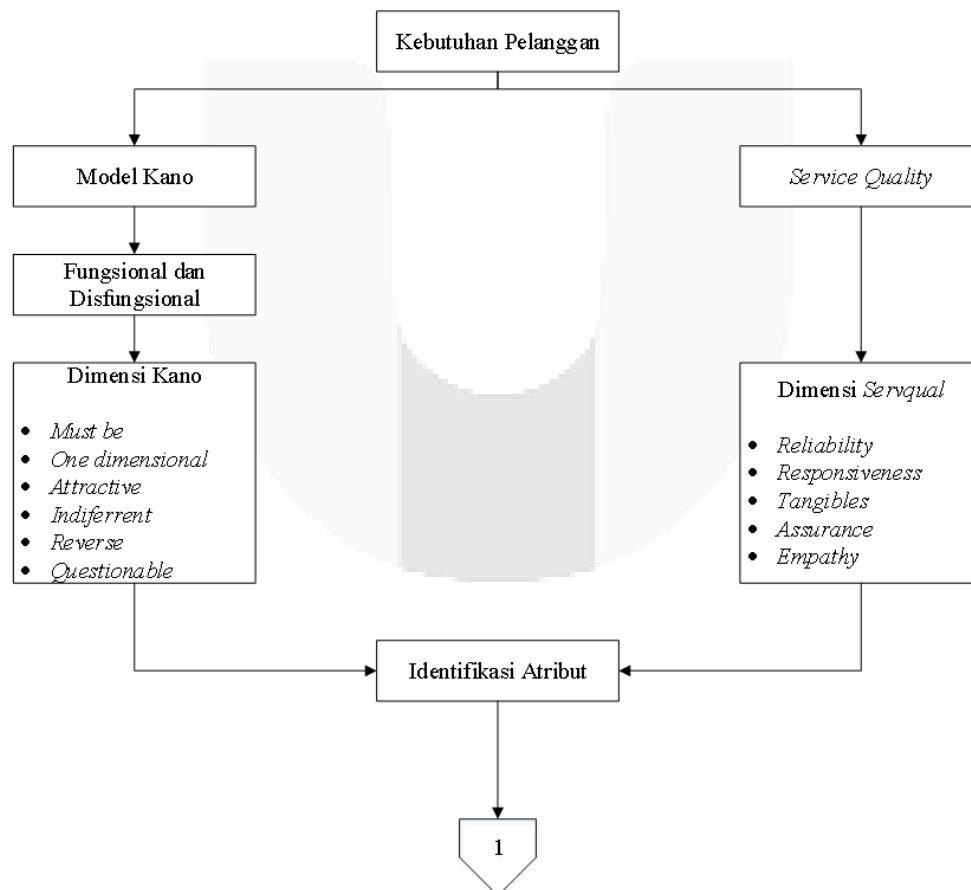 Kebutuhan Pelanggan
Model Kano
Service Quality
Fungsional dan
Disfungsional
Dimensi Kano
• Must be
• One dimensional
• Attractive
• Indiferrent
• Reverse
• Questionable
Dimensi Servqual
• Reliability
• Responsiveness
• Tangibles
• Assurance
• Empathy
Identifikasi Atribut
1